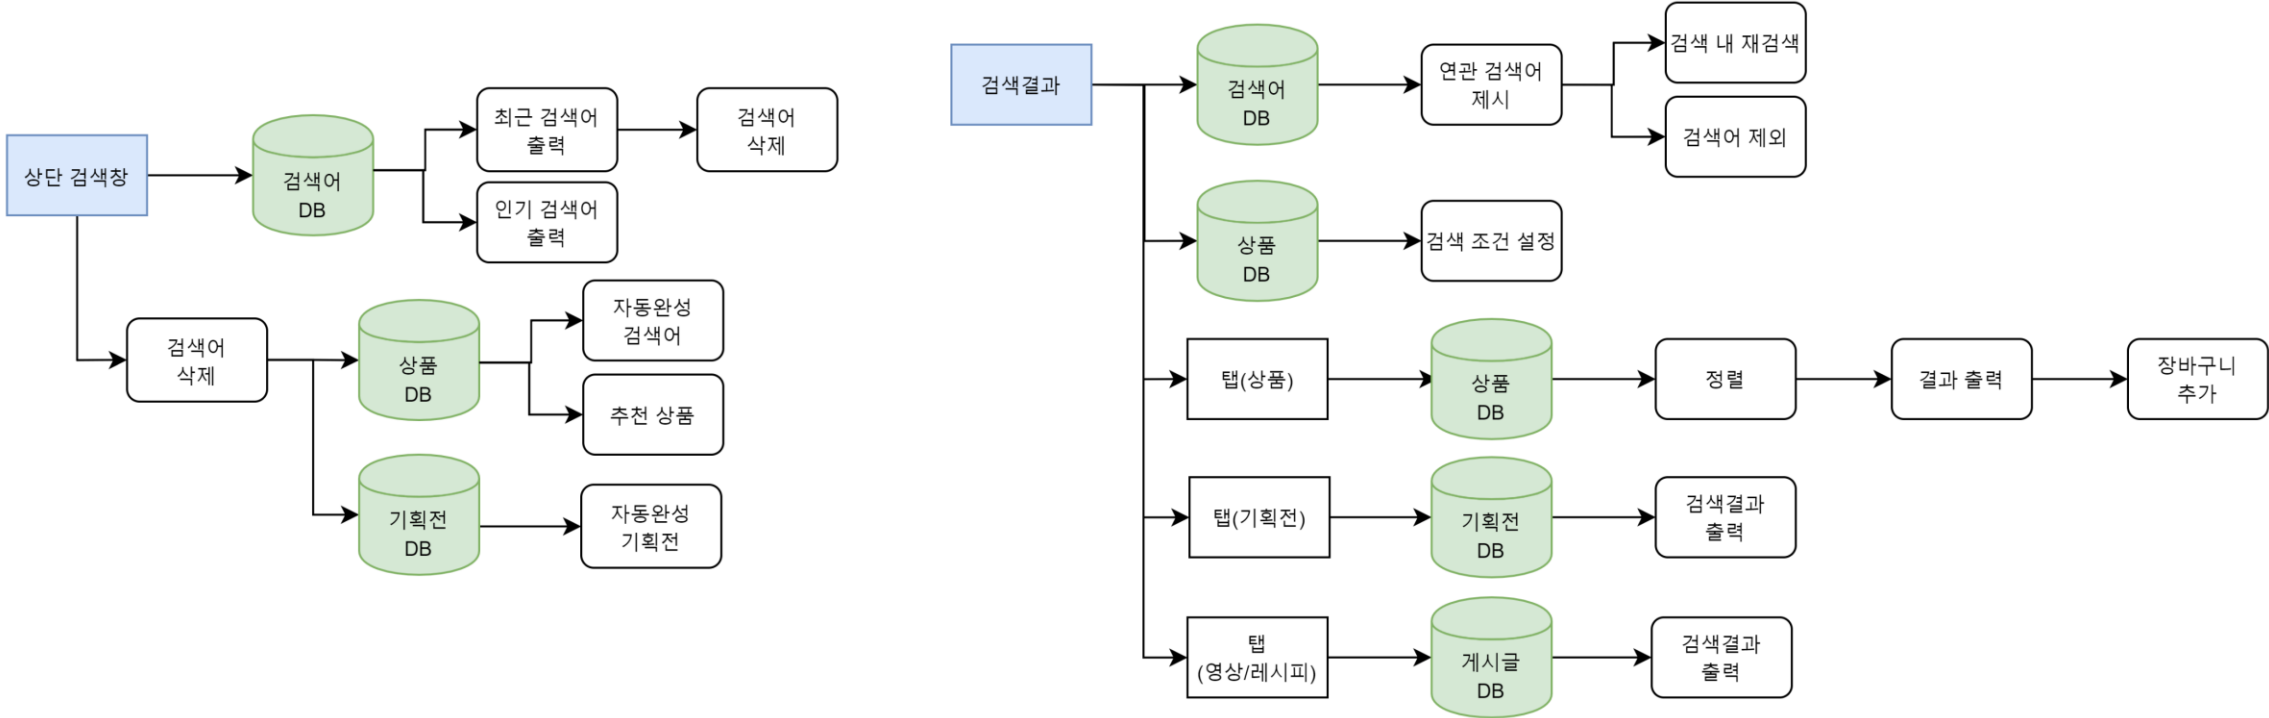 상단 검색창
검색어
DB
최근 검색어
출력
검색어
삭제
인기 검색어
출력
검색어
삭제
상품
DB
자동완성
검색어
추천 상품
기획전
DB
자동완성
기획전
검색결과
검색어
DB
연관 검색어
제시
검색 내 재검색
검색어 제외
상품
DB
검색 조건 설정
탭(상품)
상품
DB
정렬
결과 출력
장바구니
추가
탭(기획전)
기획전
DB
검색결과
출력
탭
(영상/레시피)
게시글
DB
검색결과
출력